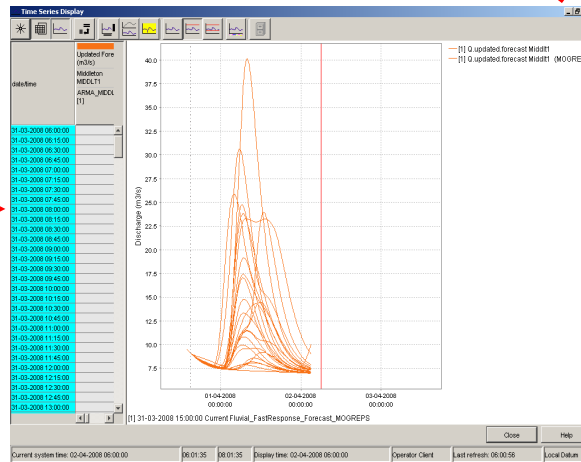 Time Series Display
Updated Fore
(m3/s)
Middleton
MIDDLT1
ARMA_MIDDL
[1]
date/time
31-03-2008 06:00:00
31-03-2008 06:15:00
31-03-2008 06:30:00
31-03-2008 06:45:00
31-03-2008 07:00:00
31-03-2008 07:15:00
31-03-2008 07:30:00
31-03-2008 07:45:00
31-03-2008 08:00:00
31-03-2008 08:15:00
31-03-2008 08:30:00
31-03-2008 08:45:00
31-03-2008 09:00:00
31-03-2008 09:15:00
31-03-2008 09:30:00
31-03-2008 09:45:00
31-03-2008 10:00:00
31-03-2008 10:15:00
31-03-2008 10:30:00
31-03-2008 10:45:00
31-03-2008 11:00:00
31-03-2008 11:15:00
31-03-2008 11:30:00
31-03-2008 11:45:00
31-03-2008 12:00:00
31-03-2008 12:15:00
31-03-2008 12:30:00
31-03-2008 12:45:00
31-03-2008 13:00:00
Discharge (m3/s)
40.0
37.5
35.0
32.5
30.0
27.5
25.0
22.5
20.0
17.5
15.0
12.5
10.0
7.5
01-04-2008
00:00:00
02-04-2008
00:00:00
03-04-2008
00:00:00
[1] Q.updated.forecast Middlt1
[1] Q.updated.forecast Middlt1 (MOGRE
[1] 31-03-2008 15:00:00 Current Fluvial_FastResponse_Forecast_MOGREPS
Close
Help
Current system time: 02-04-2008 06:00:00
06:01:35
08:01:35
Display time: 02-04-2008 06:00:00
Operator Client
Last refresh: 06:00:56
Local Datum